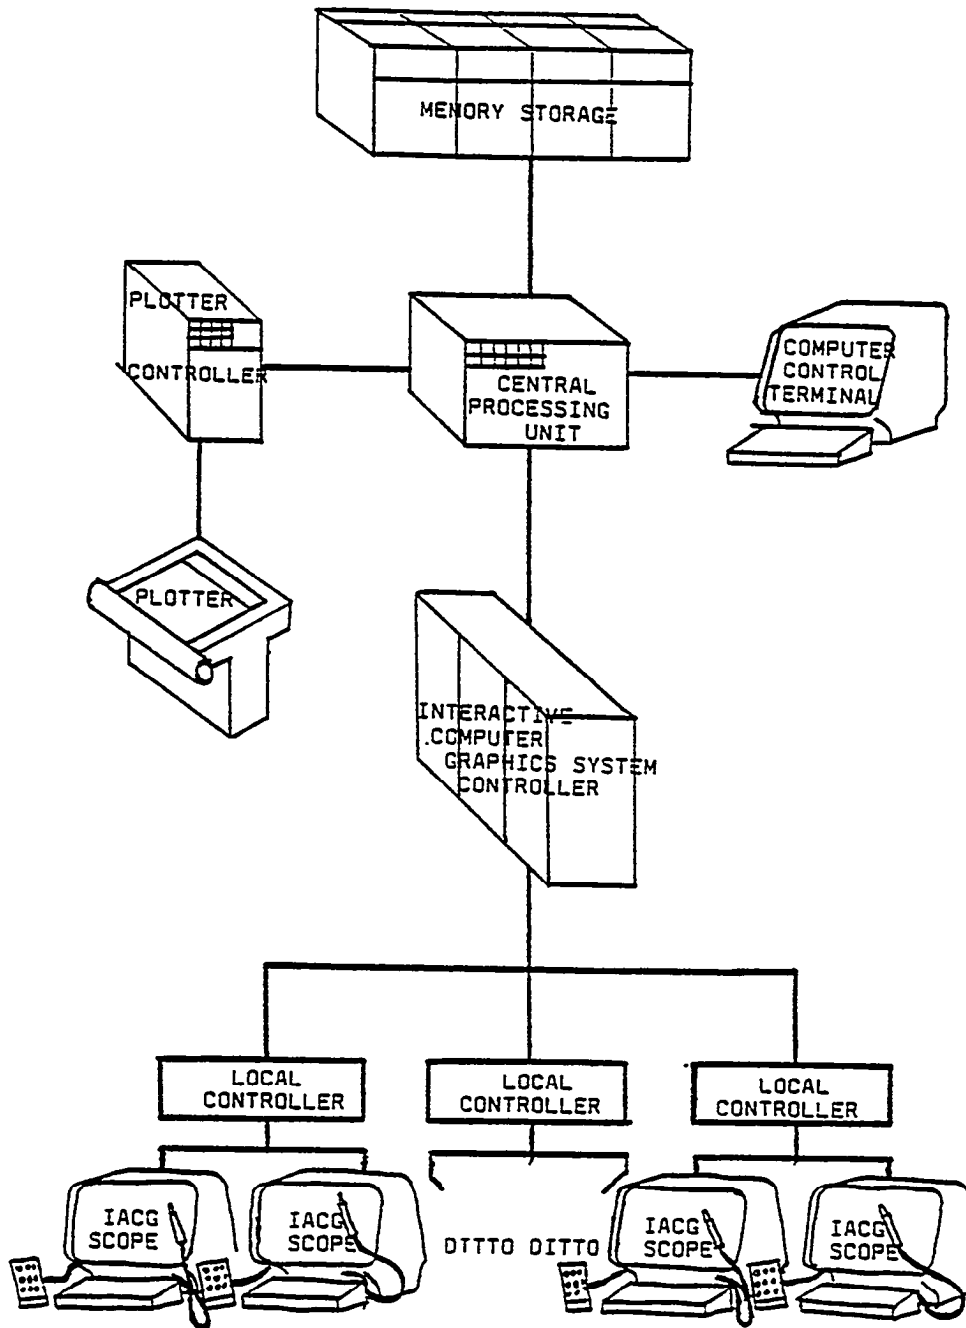 MEMORY STORAGE
PLOTTER
CONTROLLER
CENTRAL
PROCESSING
UNIT
COMPUTER
CONTROL
TERMINAL
PLOTTER
INTERACTIVE
COMPUTER
GRAPHICS SYSTEM
CONTROLLER
LOCAL
CONTROLLER
LOCAL
CONTROLLER
LOCAL
CONTROLLER
IACG
SCOPE
IACG
SCOPE
DITTO DITTO
IACG
SCOPE
IACG
SCOPE